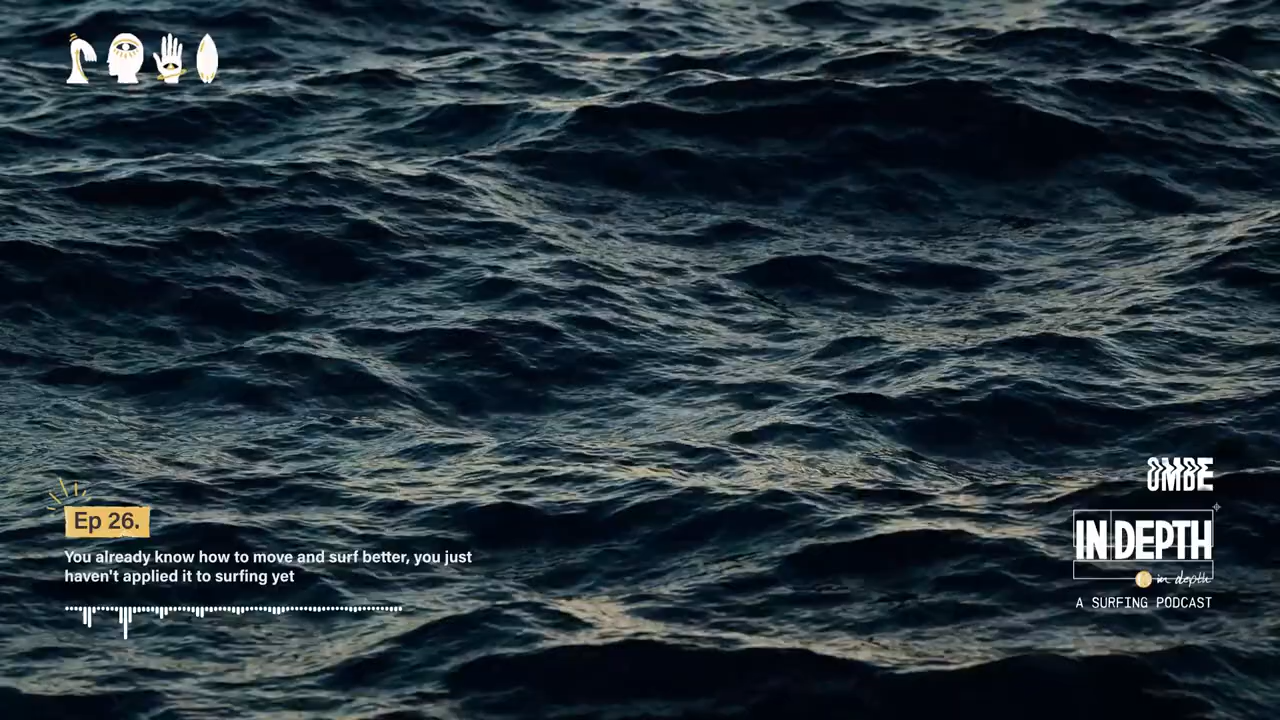 Ep 26.
You already know how to move and surf better, you just
haven't applied it to surfing yet
OMBE
IN DEPTH
in depth
A SURFING PODCAST